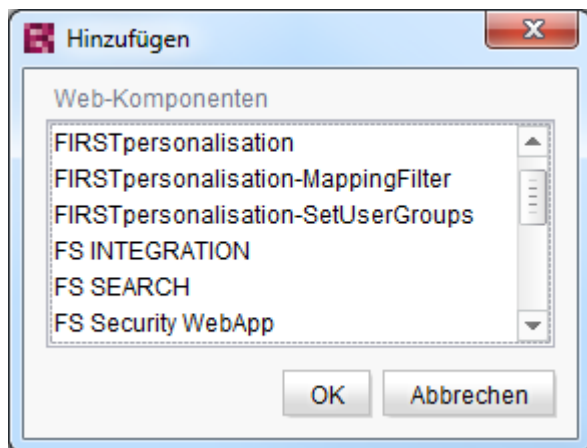 Hinzufügen
Web-Komponenten
FIRSTpersonalisation
FIRSTpersonalisation-MappingFilter
FIRSTpersonalisation-SetUserGroups
FS INTEGRATION
FS SEARCH
FS Security WebApp
OK Abbrechen